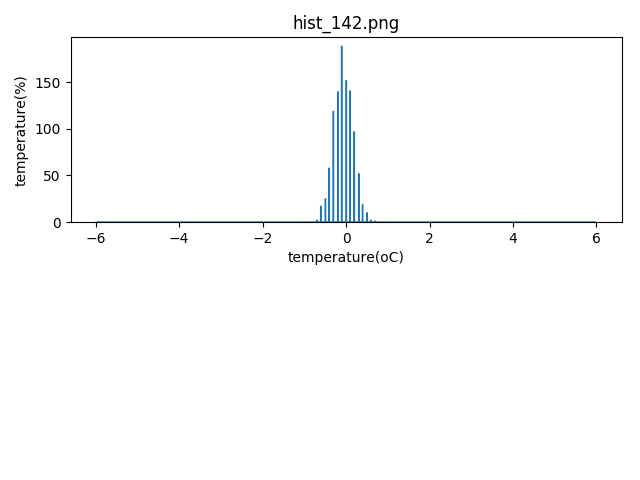 hist_142.png
temperature(%)
150
100
50
0
−6 −4 −2 0 2 4 6
temperature(oC)